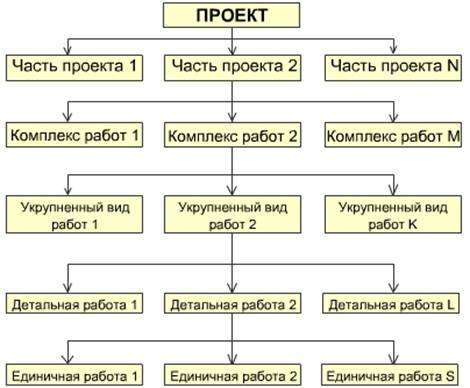 ПРОЕКТ
Часть проекта 1
Часть проекта 2
Часть проекта N
Комплекс работ 1
Комплекс работ 2
Комплекс работ M
Укрупненный вид
работ 1
Укрупненный вид
работ 2
Укрупненный вид
работ K
Детальная работа 1
Детальная работа 2
Детальная работа L
Единичная работа 1
Единичная работа 2
Единичная работа S